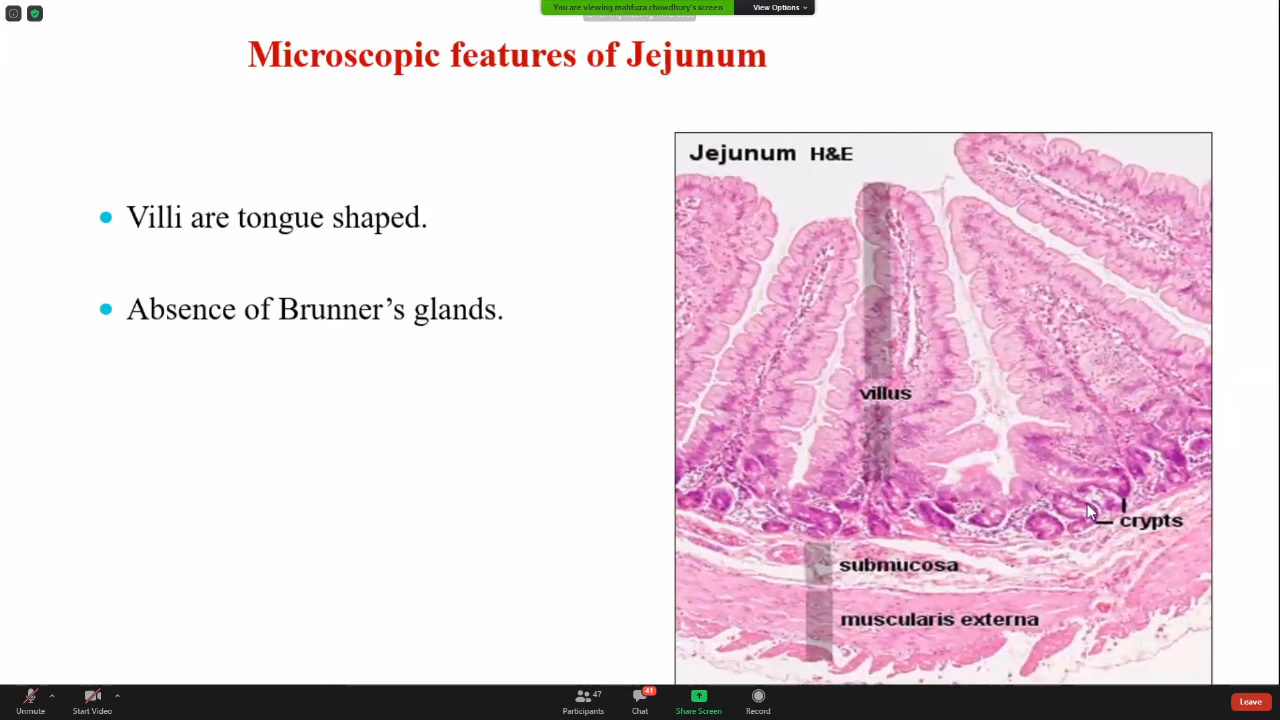 You are viewing mahfuza chowdhury's screen
View Options
Microscopic features of Jejunum
Jejunum H&E
Villi are tongue shaped.
Absence of Brunner’s glands.
villus
crypts
submucosa
muscularis externa
Unmute
Start Video
Participants
47
Chat
41
Share Screen
Record
Leave